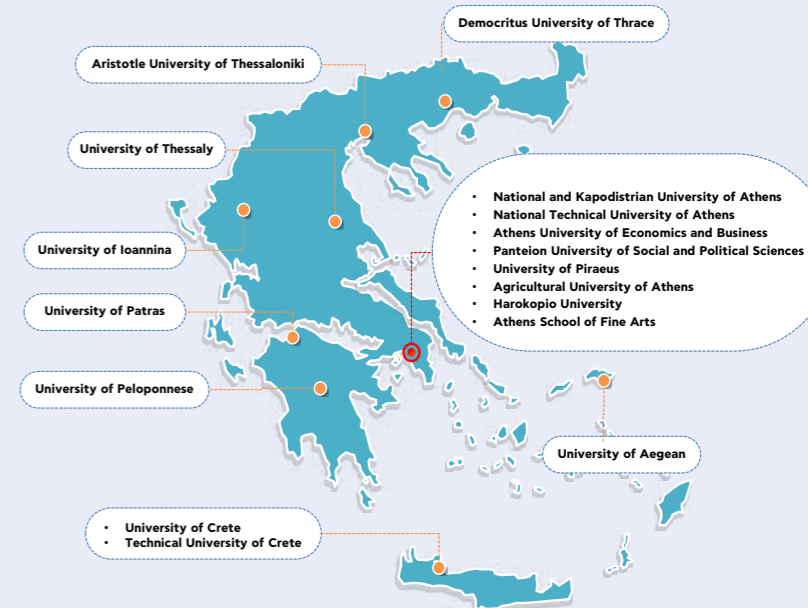 Democritus University of Thrace
Aristotle University of Thessaloniki
University of Thessaly
• National and Kapodistrian University of Athens
• National Technical University of Athens
• Athens University of Economics and Business
• Panteion University of Social and Political Sciences
• University of Piraeus
• Agricultural University of Athens
• Harokopio University
• Athens School of Fine Arts
University of Ioannina
University of Patras
University of Peloponnese
University of Aegean
• University of Crete
• Technical University of Crete